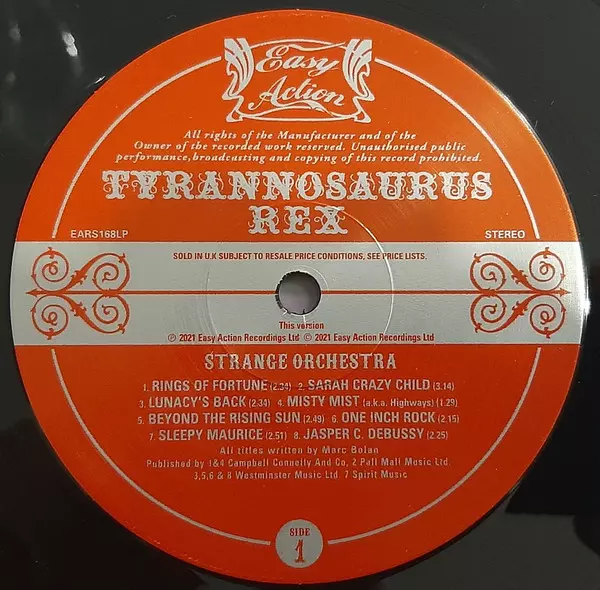 Easy
Action
All rights of the Manufacturer and of the
Owner of the recorded work reserved. Unauthorised public
performance,broadcasting and copying of this record prohibited.
TYRANNOSAURUS
REX
EARS168LP
STEREO
SOLD IN U.K SUBJECT TO RESALE PRICE CONDITIONS, SEE PRICE LISTS.
This version
℗ 2021 Easy Action Recordings Ltd © 2021 Easy Action Recordings Ltd
STRANGE ORCHESTRA
1. RINGS OF FORTUNE (2.34) 2. SARAH CRAZY CHILD (3.14)
3. LUNACY'S BACK (2.34) 4. MISTY MIST (a.k.a. Highways) (1.29)
5. BEYOND THE RISING SUN (2.49) 6. ONE INCH ROCK (2.15)
7. SLEEPY MAURICE (2.51) 8. JASPER C. DEBUSSY (2.25)
All titles written by Marc Bolan
Published by 1&4 Campbell Connelly And Co, 2 Pall Mall Music Ltd
3,5,6 & 8 Westminster Music Ltd 7 Spirit Music
SIDE
1